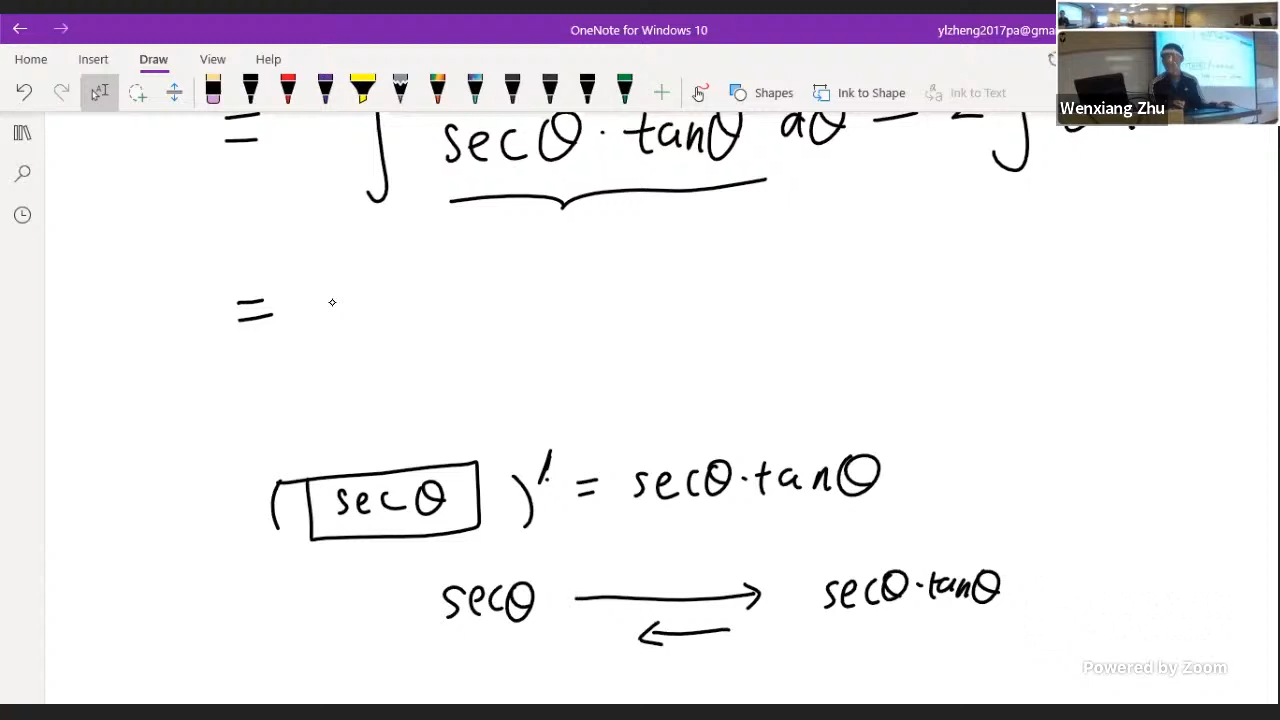 OneNote for Windows 10
ylzheng2017pa@gma
Home Insert Draw View Help
Shapes Ink to Shape Ink to Text
Wenxiang Zhu
= ∫ secθ · tanθ dθ
=
( secθ )' = secθ·tanθ
secθ ⟶ secθ·tanθ
⟵
Powered by Zoom